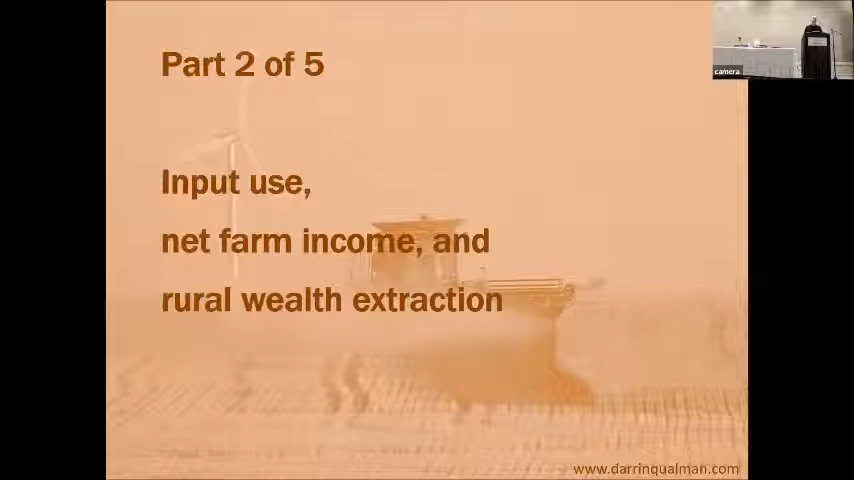 Part 2 of 5
Input use,
net farm income, and
rural wealth extraction
www.darrinqualman.com
camera